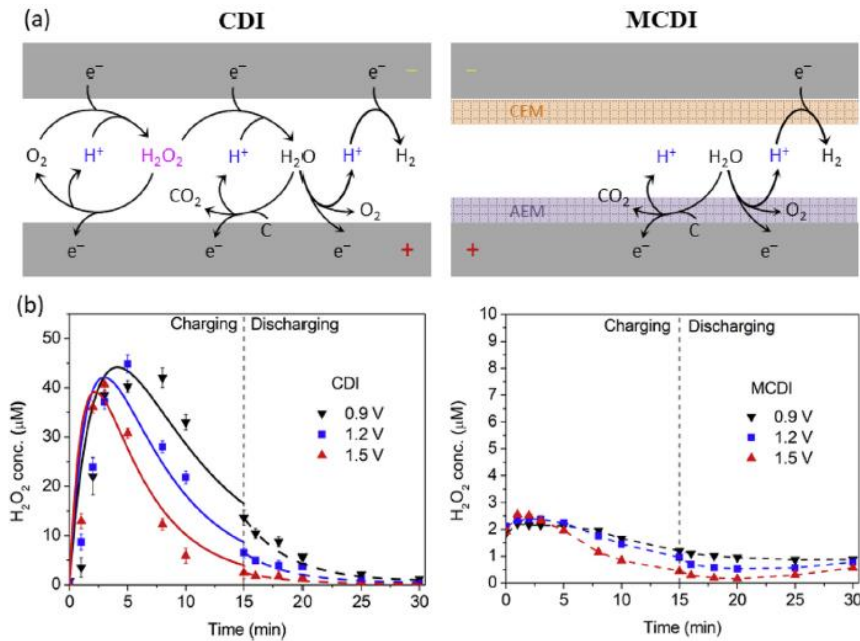 (a)
CDI
MCDI
e⁻ e⁻ e⁻ −
O₂ H⁺ H₂O₂ H⁺ H₂O H⁺ H₂
CO₂ C O₂
e⁻ e⁻ e⁻ +
− e⁻
CEM
H⁺ H₂O H⁺ H₂
AEM O₂
C
+ e⁻ e⁻
(b)
Charging Discharging
CDI
0.9 V
1.2 V
1.5 V
H₂O₂ conc. (μM)
50
40
30
20
10
0
0 5 10 15 20 25 30
Time (min)
Charging Discharging
MCDI
0.9 V
1.2 V
1.5 V
H₂O₂ conc. (μM)
10
9
8
7
6
5
4
3
2
1
0
0 5 10 15 20 25 30
Time (min)